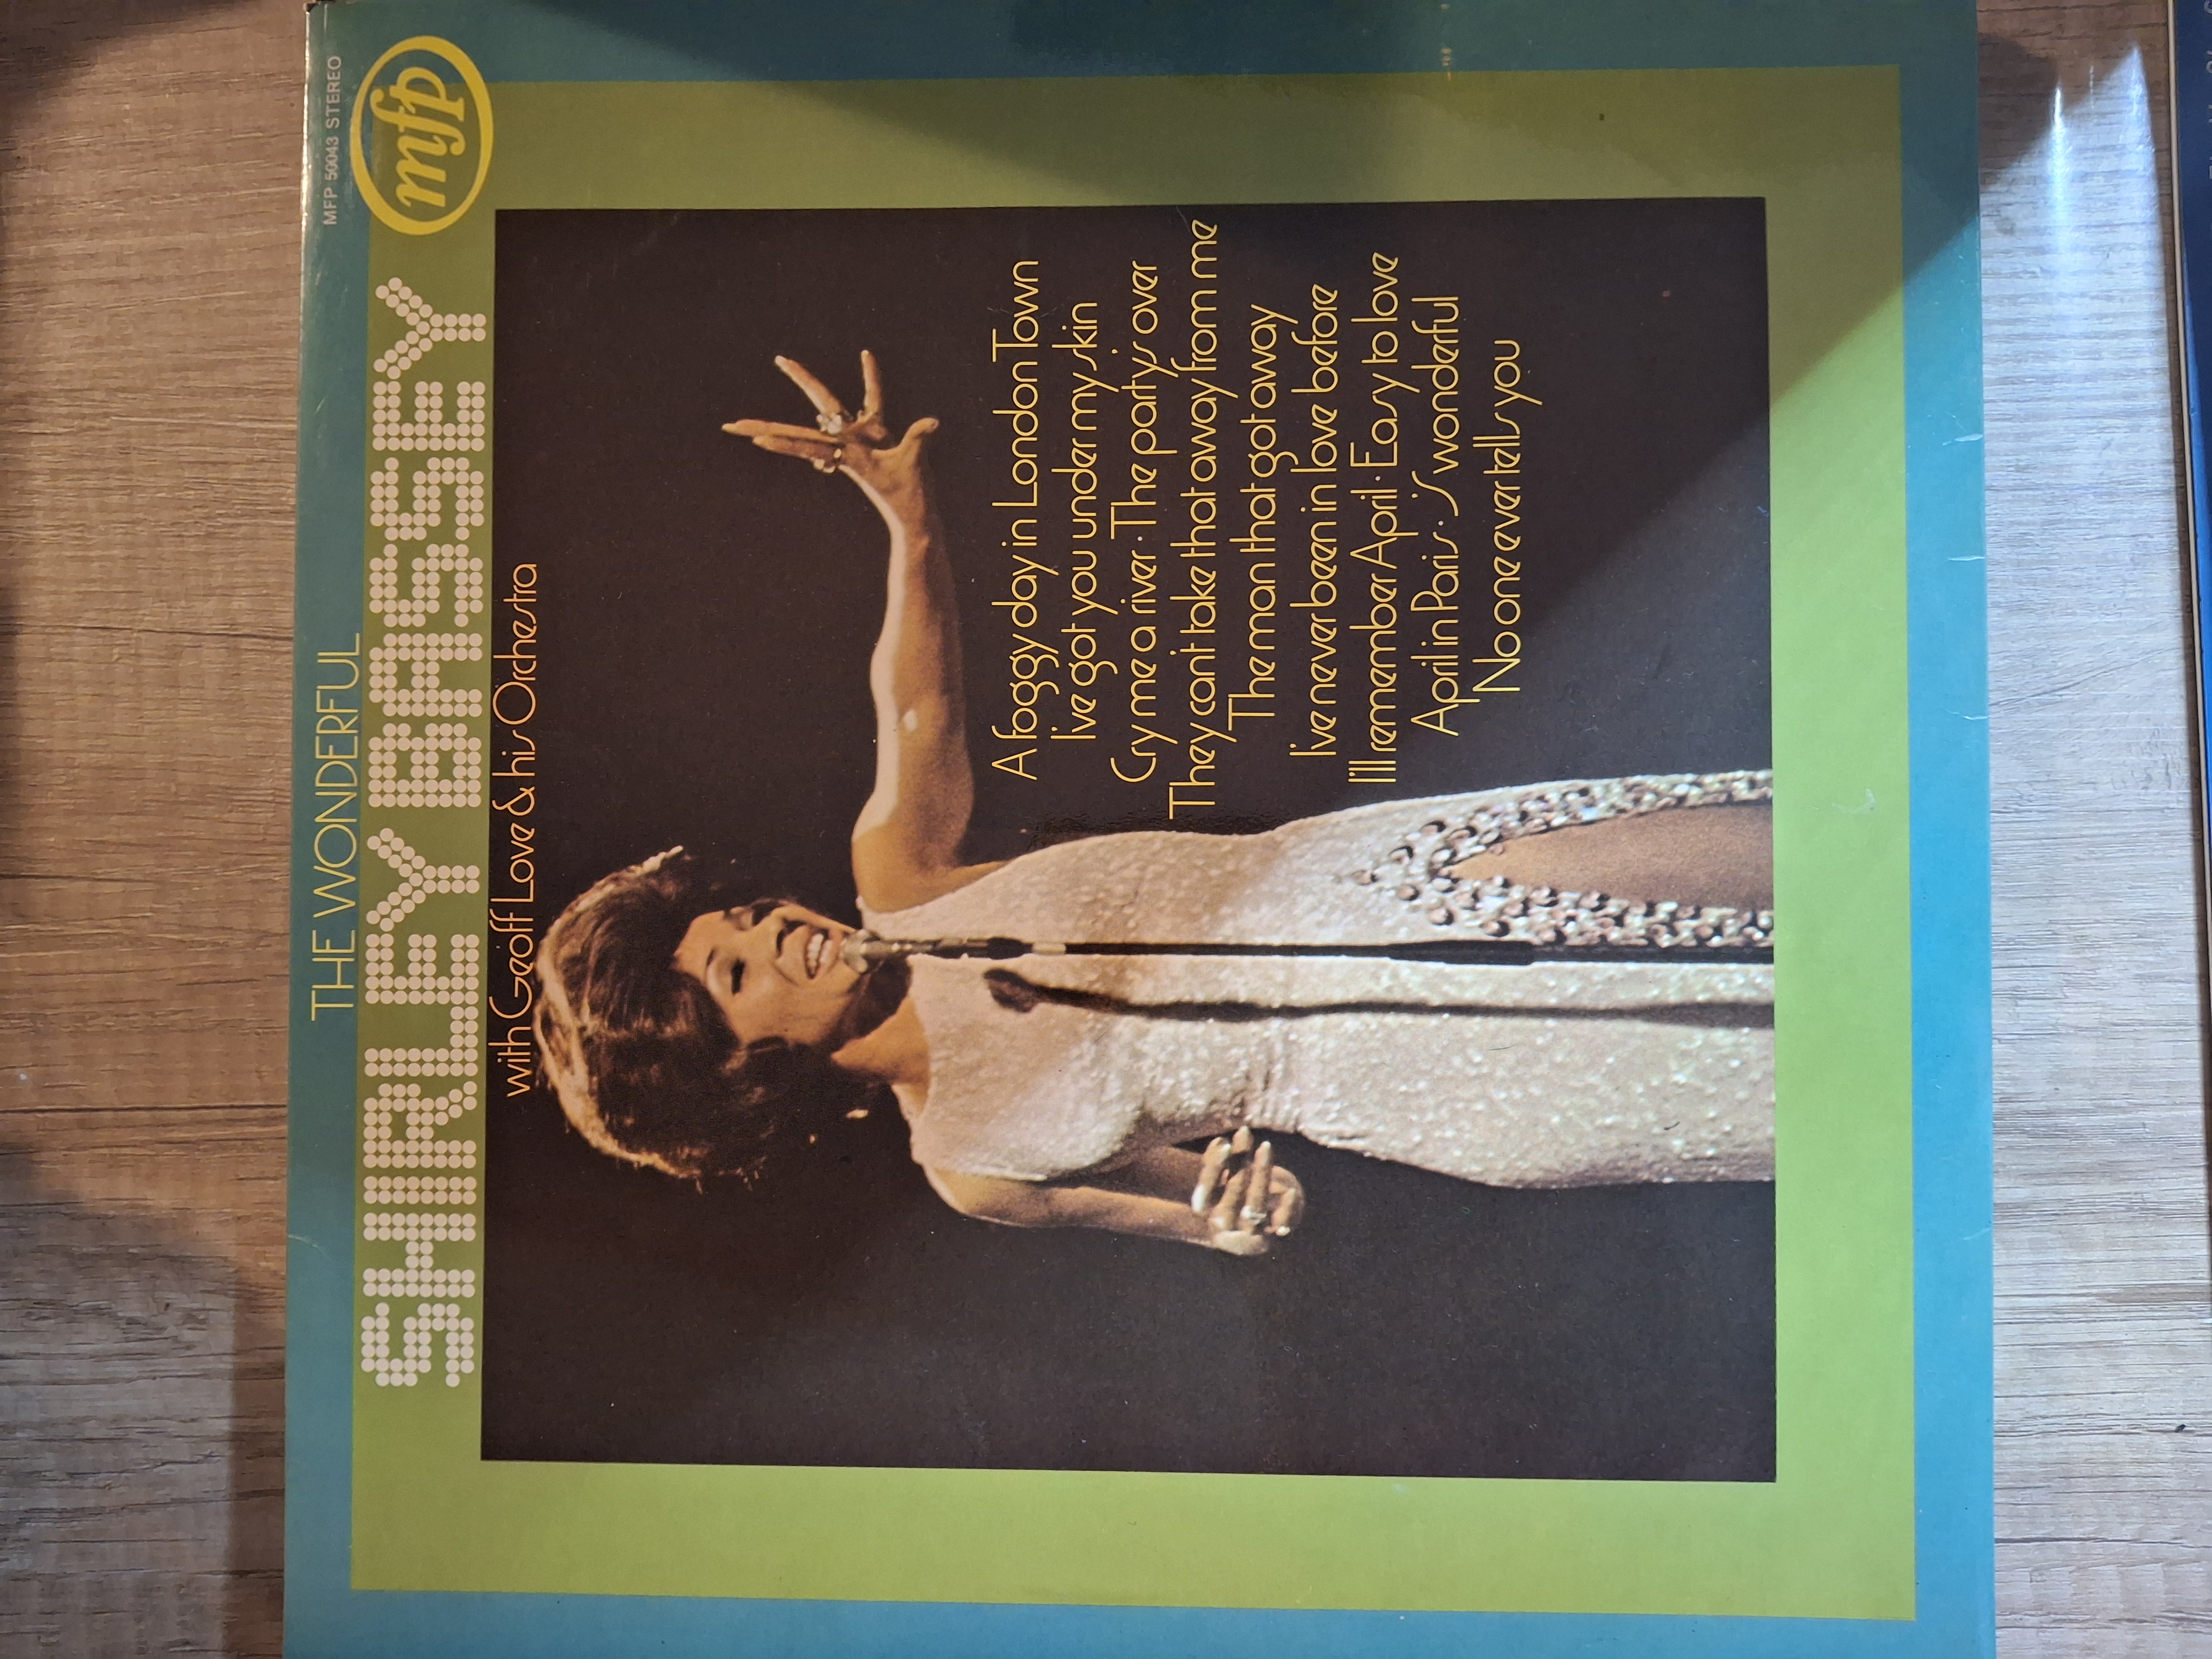 MFP 50043 STEREO
THE WONDERFUL
mfp
SHIRLEY BASSEY
with Geoff Love & his Orchestra
A foggy day in London Town
I've got you under my skin
Cry me a river · The party's over
They can't take that away from me
The man that got away
I've never been in love before
I'll remember April · Easy to love
April in Paris · 's wonderful
No one ever tells you